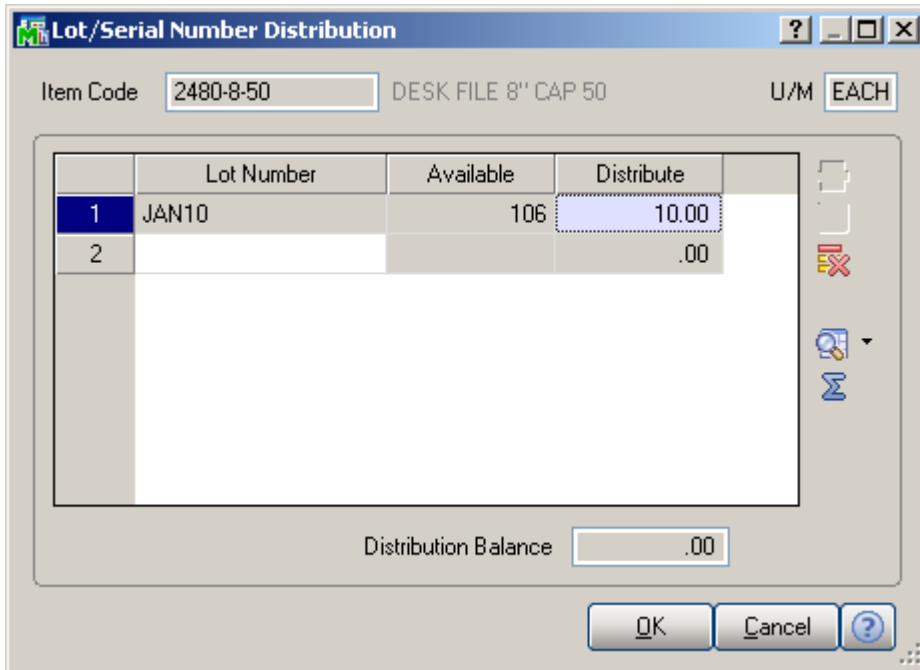 Lot/Serial Number Distribution
Item Code 2480-8-50 DESK FILE 8" CAP 50 U/M EACH
Lot Number Available Distribute
1 JAN10 106 10.00
2 .00
Distribution Balance .00
OK Cancel